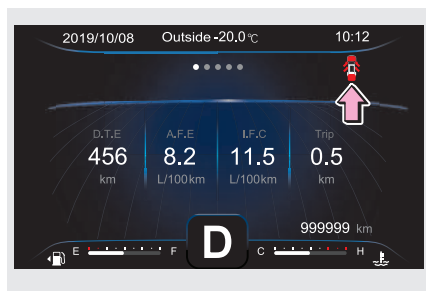 2019/10/08 Outside -20.0 ℃ 10:12
D.T.E A.F.E I.F.C Trip
456 8.2 11.5 0.5
km L/100km L/100km km
999999 km
E F D C H